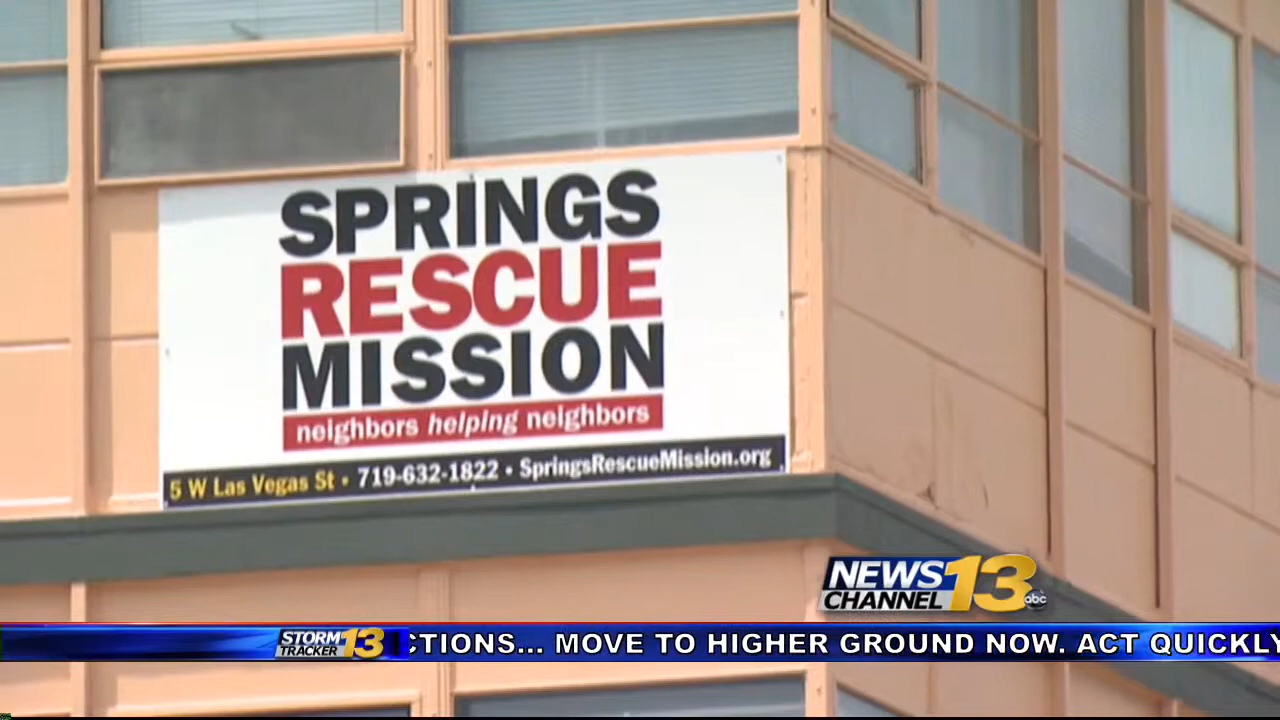 SPRINGS
RESCUE
MISSION
neighbors helping neighbors
5 W Las Vegas St • 719-632-1822 • SpringsRescueMission.org
NEWS
CHANNEL 13 abc
STORM
TRACKER 13
CTIONS... MOVE TO HIGHER GROUND NOW. ACT QUICKLY